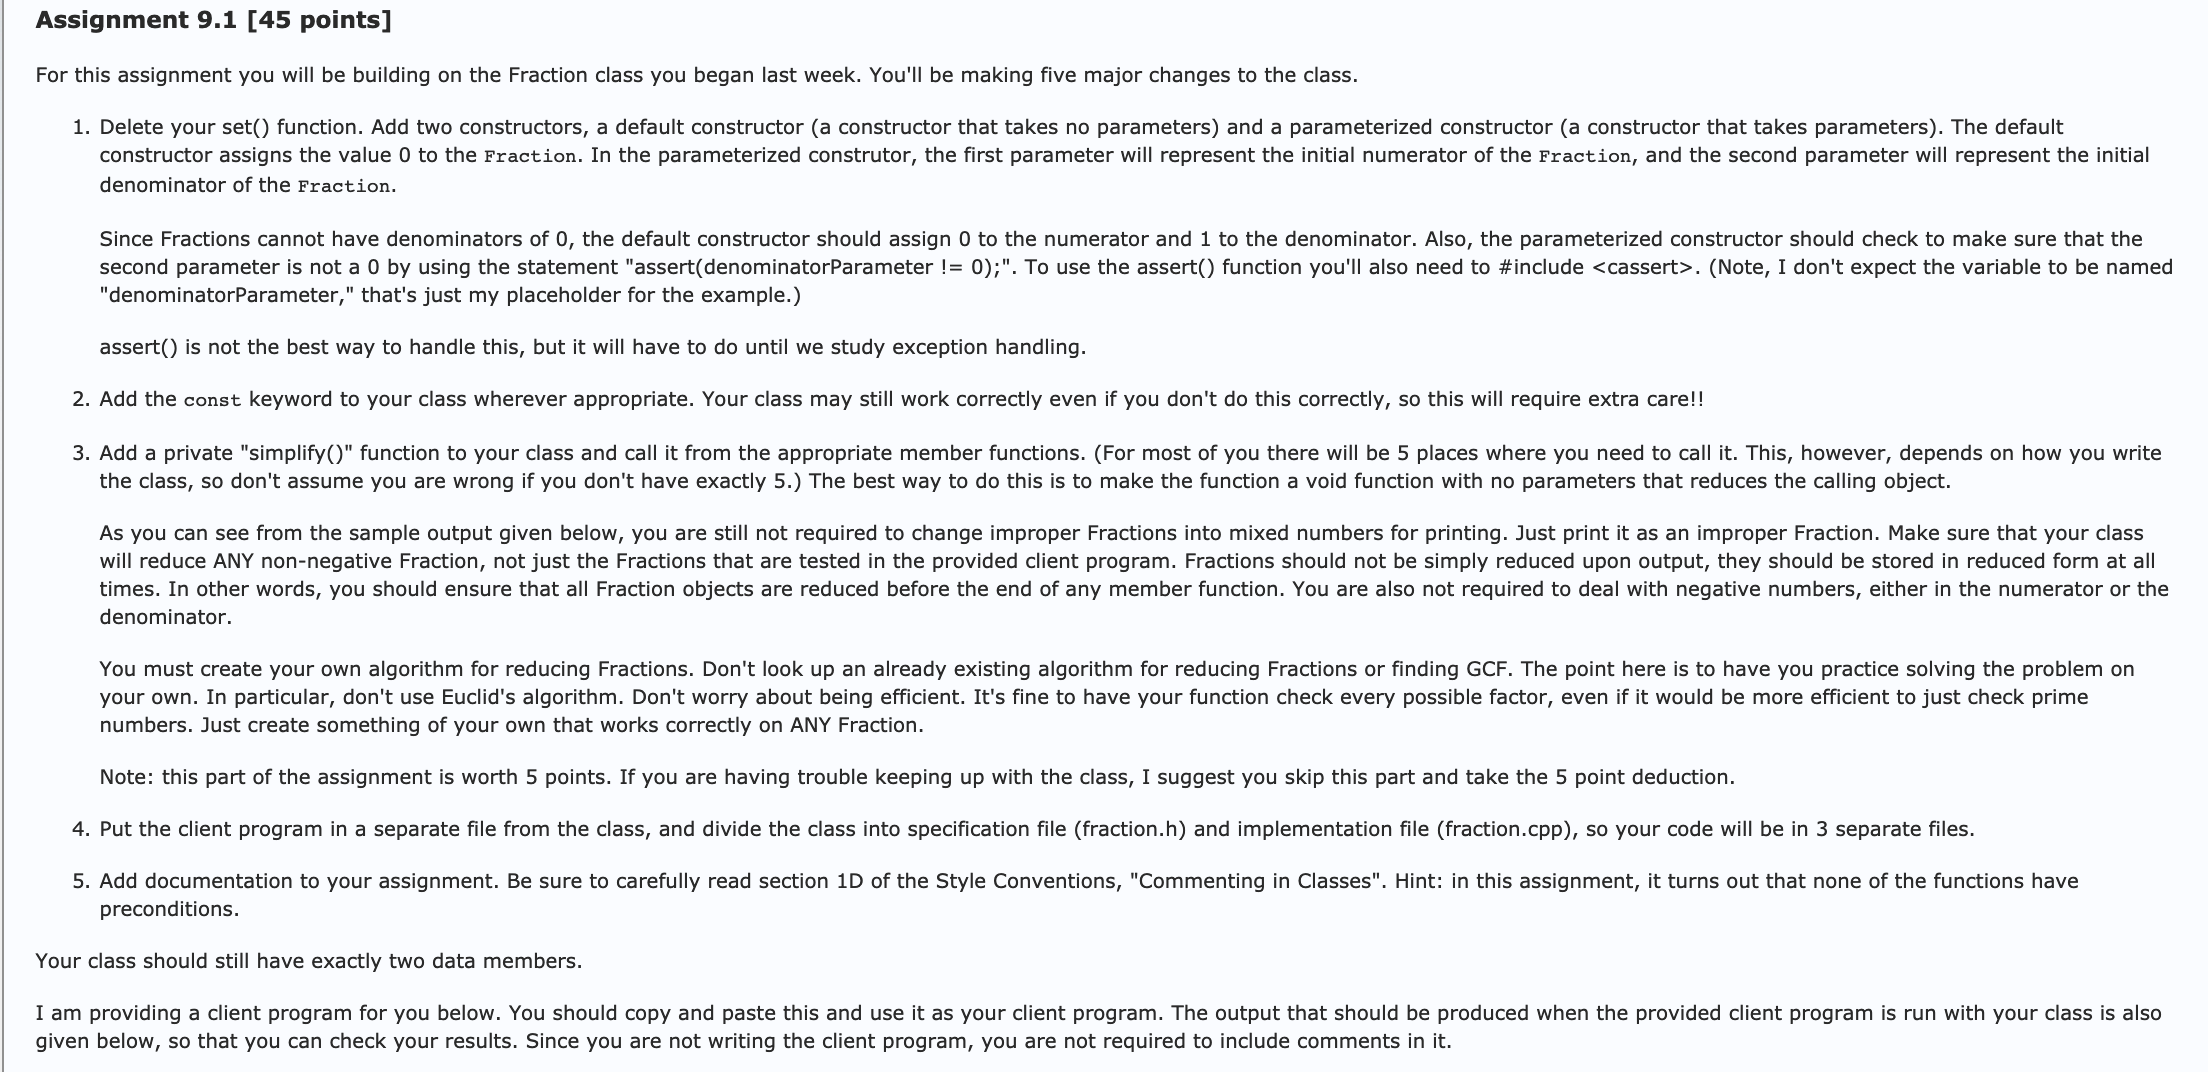 Assignment 9.1 [45 points]
For this assignment you will be building on the Fraction class you began last week. You'll be making five major changes to the class.
1. Delete your set() function. Add two constructors, a default constructor (a constructor that takes no parameters) and a parameterized constructor (a constructor that takes parameters). The default
constructor assigns the value 0 to the Fraction. In the parameterized construtor, the first parameter will represent the initial numerator of the Fraction, and the second parameter will represent the initial
denominator of the Fraction.
Since Fractions cannot have denominators of 0, the default constructor should assign 0 to the numerator and 1 to the denominator. Also, the parameterized constructor should check to make sure that the
second parameter is not a 0 by using the statement "assert(denominatorParameter != 0);". To use the assert() function you'll also need to #include <cassert>. (Note, I don't expect the variable to be named
"denominatorParameter," that's just my placeholder for the example.)
assert() is not the best way to handle this, but it will have to do until we study exception handling.
2. Add the const keyword to your class wherever appropriate. Your class may still work correctly even if you don't do this correctly, so this will require extra care!!
3. Add a private "simplify()" function to your class and call it from the appropriate member functions. (For most of you there will be 5 places where you need to call it. This, however, depends on how you write
the class, so don't assume you are wrong if you don't have exactly 5.) The best way to do this is to make the function a void function with no parameters that reduces the calling object.
As you can see from the sample output given below, you are still not required to change improper Fractions into mixed numbers for printing. Just print it as an improper Fraction. Make sure that your class
will reduce ANY non-negative Fraction, not just the Fractions that are tested in the provided client program. Fractions should not be simply reduced upon output, they should be stored in reduced form at all
times. In other words, you should ensure that all Fraction objects are reduced before the end of any member function. You are also not required to deal with negative numbers, either in the numerator or the
denominator.
You must create your own algorithm for reducing Fractions. Don't look up an already existing algorithm for reducing Fractions or finding GCF. The point here is to have you practice solving the problem on
your own. In particular, don't use Euclid's algorithm. Don't worry about being efficient. It's fine to have your function check every possible factor, even if it would be more efficient to just check prime
numbers. Just create something of your own that works correctly on ANY Fraction.
Note: this part of the assignment is worth 5 points. If you are having trouble keeping up with the class, I suggest you skip this part and take the 5 point deduction.
4. Put the client program in a separate file from the class, and divide the class into specification file (fraction.h) and implementation file (fraction.cpp), so your code will be in 3 separate files.
5. Add documentation to your assignment. Be sure to carefully read section 1D of the Style Conventions, "Commenting in Classes". Hint: in this assignment, it turns out that none of the functions have
preconditions.
Your class should still have exactly two data members.
I am providing a client program for you below. You should copy and paste this and use it as your client program. The output that should be produced when the provided client program is run with your class is also
given below, so that you can check your results. Since you are not writing the client program, you are not required to include comments in it.